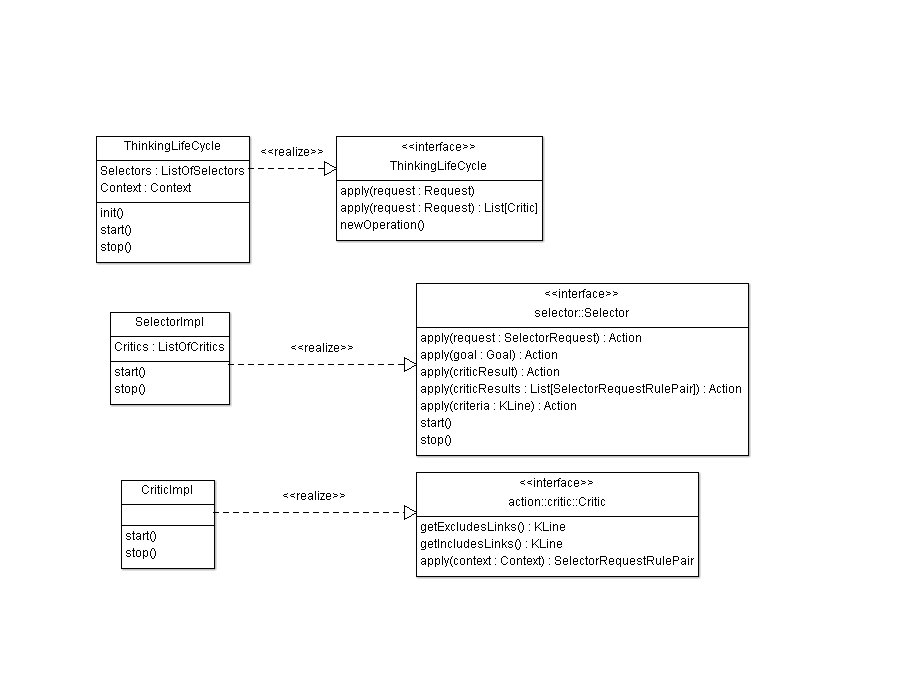 ThinkingLifeCycle
Selectors : ListOfSelectors
Context : Context
init()
start()
stop()
<<realize>>
<<interface>>
ThinkingLifeCycle
apply(request : Request)
apply(request : Request) : List[Critic]
newOperation()
SelectorImpl
Critics : ListOfCritics
start()
stop()
<<realize>>
<<interface>>
selector::Selector
apply(request : SelectorRequest) : Action
apply(goal : Goal) : Action
apply(criticResult) : Action
apply(criticResults : List[SelectorRequestRulePair]) : Action
apply(criteria : KLine) : Action
start()
stop()
CriticImpl
start()
stop()
<<realize>>
<<interface>>
action::critic::Critic
getExcludesLinks() : KLine
getIncludesLinks() : KLine
apply(context : Context) : SelectorRequestRulePair